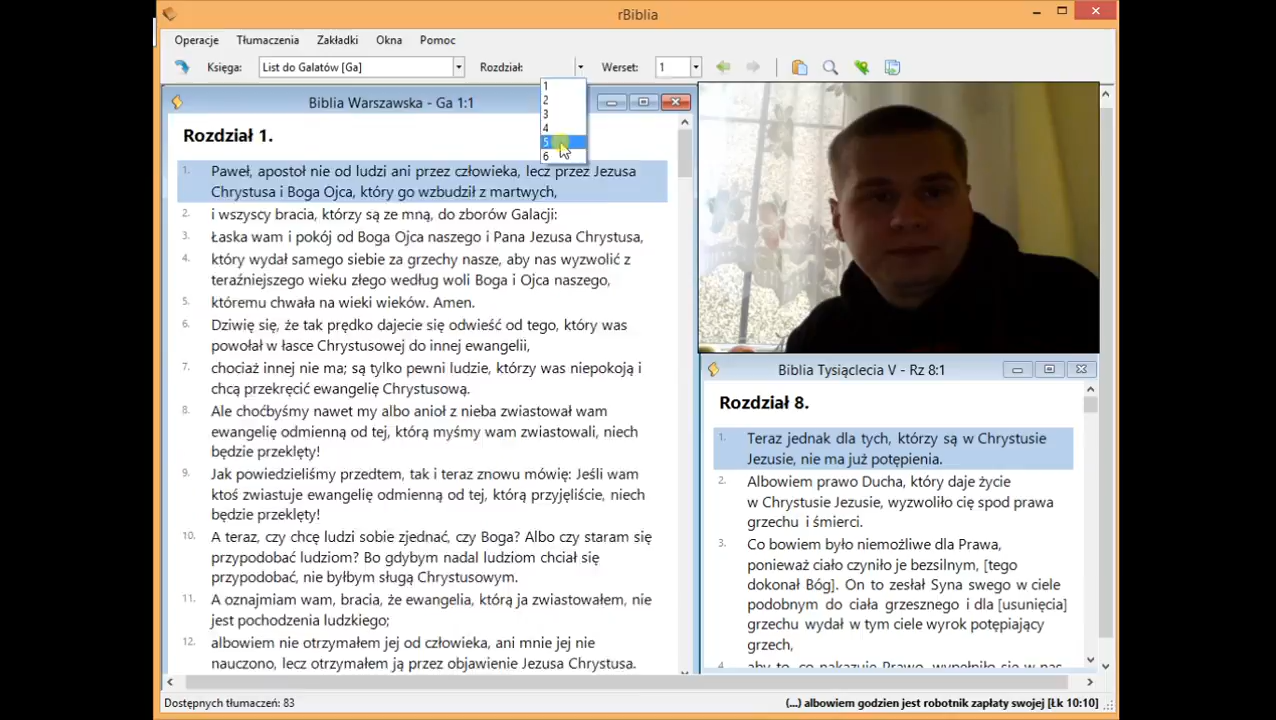 rBiblia
Operacje Tłumaczenia Zakładki Okna Pomoc
Księga: List do Galatów [Ga] Rozdział: Werset: 1
1
2
3
4
5
6
Biblia Warszawska - Ga 1:1
Rozdział 1.
1. Paweł, apostoł nie od ludzi ani przez człowieka, lecz przez Jezusa
Chrystusa i Boga Ojca, który go wzbudził z martwych,
2. i wszyscy bracia, którzy są ze mną, do zborów Galacji:
3. Łaska wam i pokój od Boga Ojca naszego i Pana Jezusa Chrystusa,
4. który wydał samego siebie za grzechy nasze, aby nas wyzwolić z
teraźniejszego wieku złego według woli Boga i Ojca naszego,
5. któremu chwała na wieki wieków. Amen.
6. Dziwię się, że tak prędko dajecie się odwieść od tego, który was
powołał w łasce Chrystusowej do innej ewangelii,
7. chociaż innej nie ma; są tylko pewni ludzie, którzy was niepokoją i
chcą przekręcić ewangelię Chrystusową.
8. Ale choćbyśmy nawet my albo anioł z nieba zwiastował wam
ewangelię odmienną od tej, którą myśmy wam zwiastowali, niech
będzie przeklęty!
9. Jak powiedzieliśmy przedtem, tak i teraz znowu mówię: Jeśli wam
ktoś zwiastuje ewangelię odmienną od tej, którą przyjęliście, niech
będzie przeklęty!
10. A teraz, czy chcę ludzi sobie zjednać, czy Boga? Albo czy staram się
przypodobać ludziom? Bo gdybym nadal ludziom chciał się
przypodobać, nie byłbym sługą Chrystusowym.
11. A oznajmiam wam, bracia, że ewangelia, którą ja zwiastowałem, nie
jest pochodzenia ludzkiego;
12. albowiem nie otrzymałem jej od człowieka, ani mnie jej nie
nauczono, lecz otrzymałem ją przez objawienie Jezusa Chrystusa.
Biblia Tysiąclecia V - Rz 8:1
Rozdział 8.
1. Teraz jednak dla tych, którzy są w Chrystusie
Jezusie, nie ma już potępienia.
2. Albowiem prawo Ducha, który daje życie
w Chrystusie Jezusie, wyzwoliło cię spod prawa
grzechu i śmierci.
3. Co bowiem było niemożliwe dla Prawa,
ponieważ ciało czyniło je bezsilnym, [tego
dokonał Bóg]. On to zesłał Syna swego w ciele
podobnym do ciała grzesznego i dla [usunięcia]
grzechu wydał w tym ciele wyrok potępiający
grzech,
4. aby to, co nakazuje Prawo, wypełniło się w nas
Dostępnych tłumaczeń: 83
(...) albowiem godzien jest robotnik zapłaty swojej [Łk 10:10]